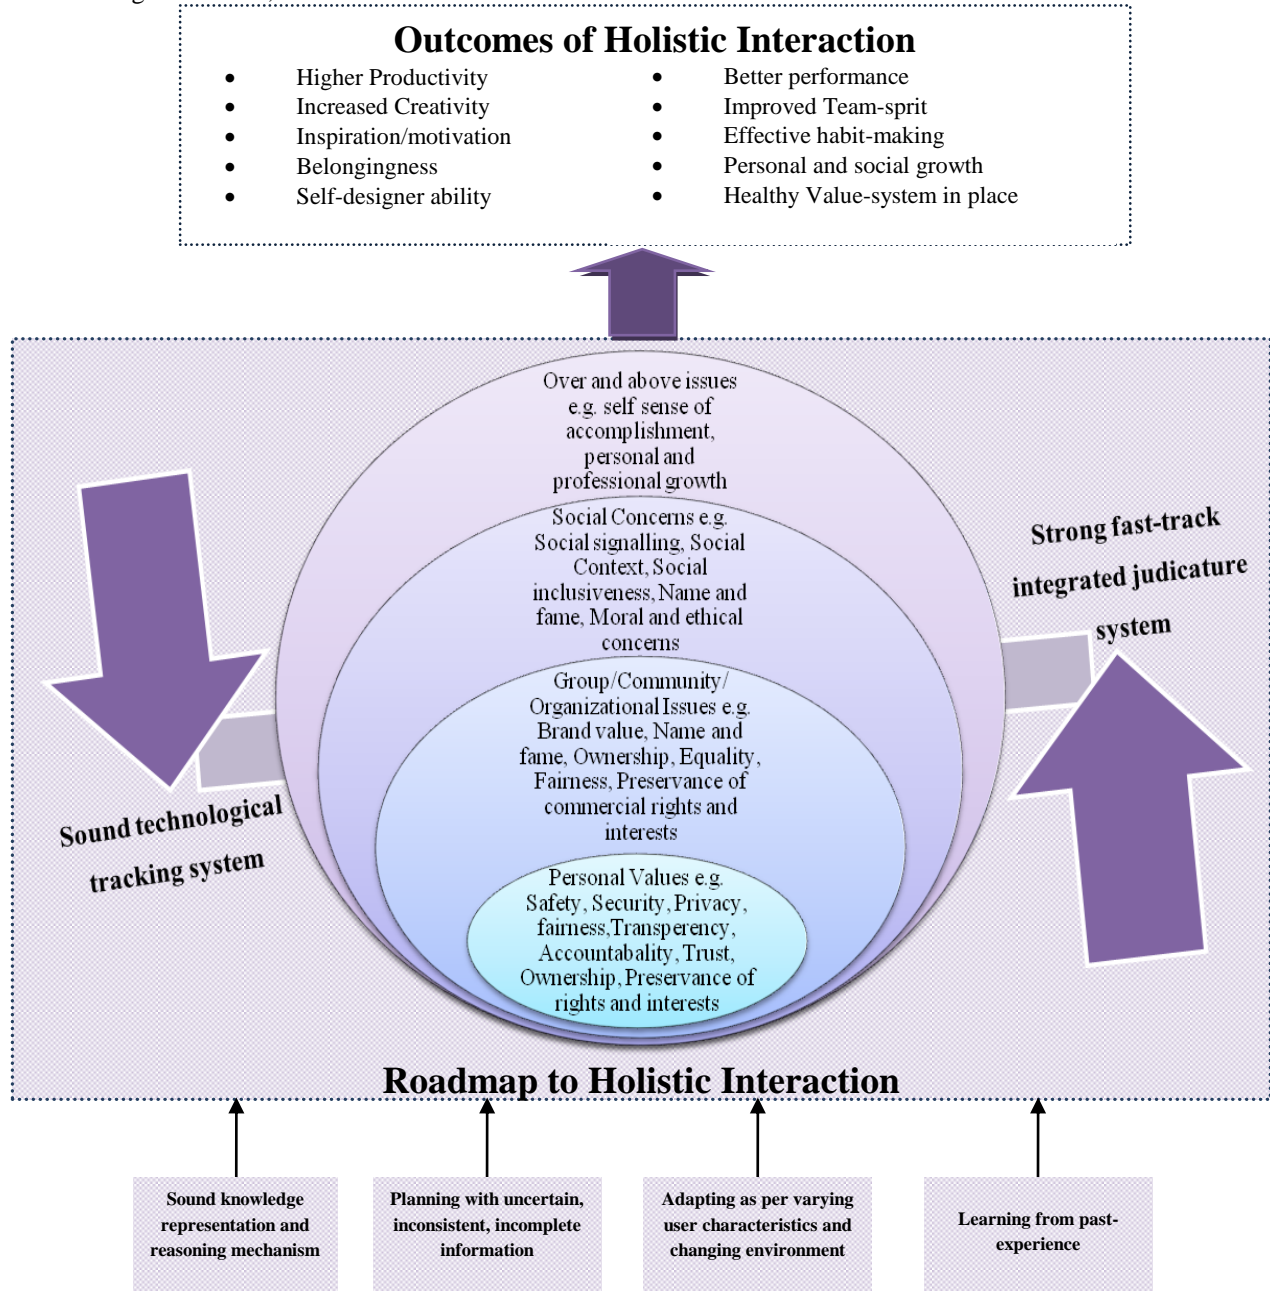 Outcomes of Holistic Interaction
• Higher Productivity
• Increased Creativity
• Inspiration/motivation
• Belongingness
• Self-designer ability
• Better performance
• Improved Team-sprit
• Effective habit-making
• Personal and social growth
• Healthy Value-system in place
Over and above issues
e.g. self sense of
accomplishment,
personal and
professional growth
Social Concerns e.g.
Social signalling, Social
Context, Social
inclusiveness, Name and
fame, Moral and ethical
concerns
Group/Community/
Organizational Issues e.g.
Brand value, Name and
fame, Ownership, Equality,
Fairness, Preservance of
commercial rights and
interests
Personal Values e.g.
Safety, Security, Privacy,
fairness,Transperency,
Accountabality, Trust,
Ownership, Preservance of
rights and interests
Sound technological
tracking system
Strong fast-track
integrated judicature
system
Roadmap to Holistic Interaction
Sound knowledge
representation and
reasoning mechanism
Planning with uncertain,
inconsistent, incomplete
information
Adapting as per varying
user characteristics and
changing environment
Learning from past-
experience